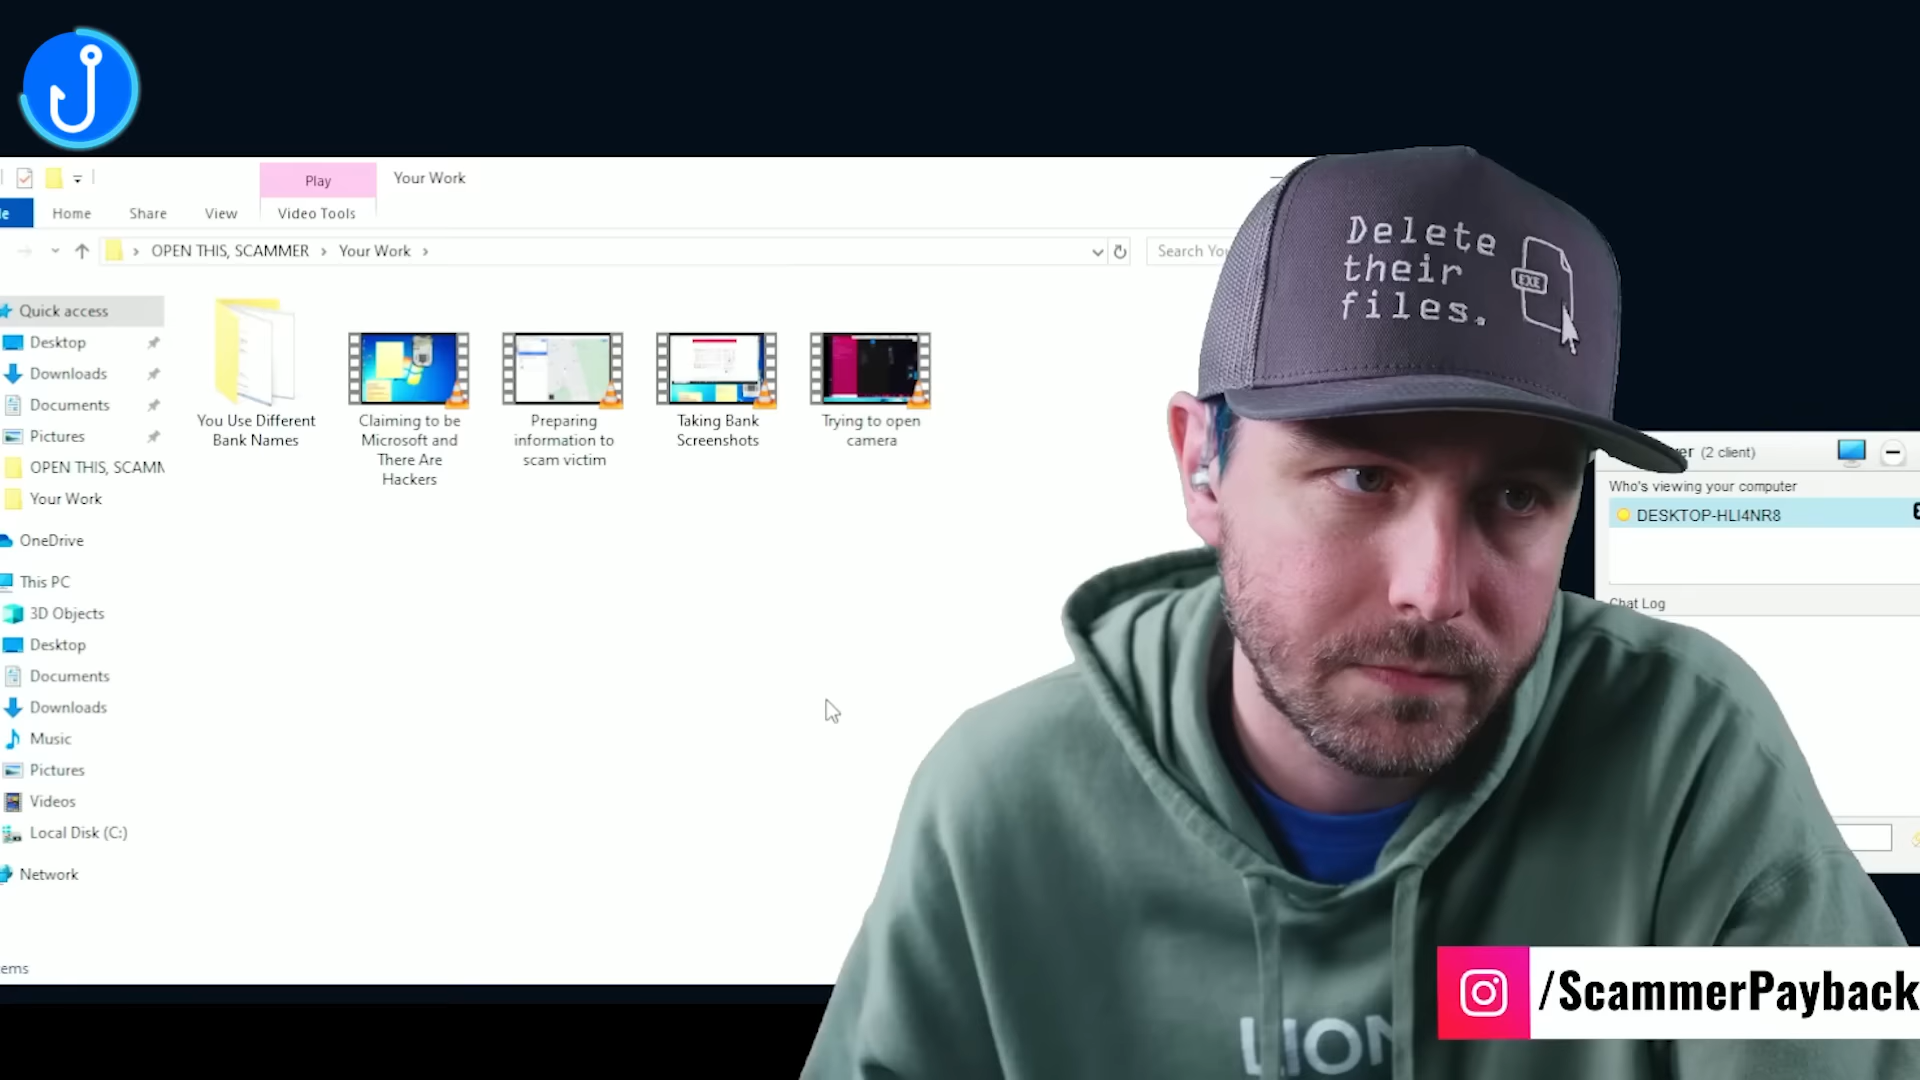 Play
Your Work
Home
Share
View
Video Tools
OPEN THIS, SCAMMER
Your Work
Search
Quick access
Desktop
Downloads
Documents
Pictures
OPEN THIS, SCAMM
Your Work
OneDrive
This PC
3D Objects
Desktop
Documents
Downloads
Music
Pictures
Videos
Local Disk (C:)
Network
You Use Different
Bank Names
Claiming to be
Microsoft and
There Are
Hackers
Preparing
information to
scam victim
Taking Bank
Screenshots
Trying to open
camera
Delete
their
files.
EXE
(2 client)
Who's viewing your computer
DESKTOP-HLI4NR8
Chat Log
LION
/ScammerPayback